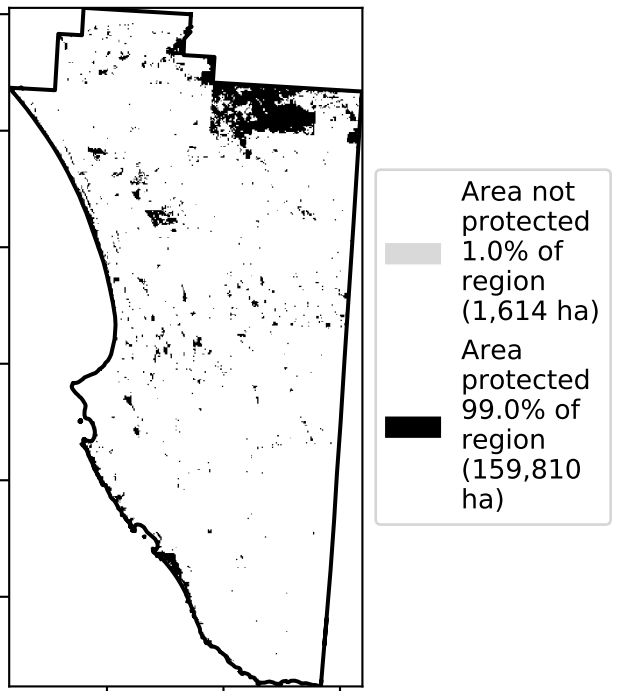 Area not
protected
1.0% of
region
(1,614 ha)
Area
protected
99.0% of
region
(159,810
ha)